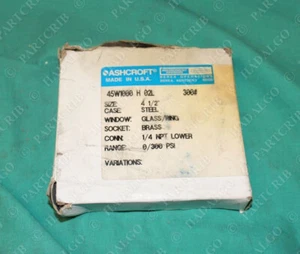 ASHCROFT
MADE IN U.S.A.
45W1000 H 02L 300#
SIZE: 4 1/2"
CASE: STEEL
WINDOW: GLASS/RING
SOCKET: BRASS
CONN: 1/4 NPT LOWER
RANGE: 0/300 PSI
VARIATIONS: